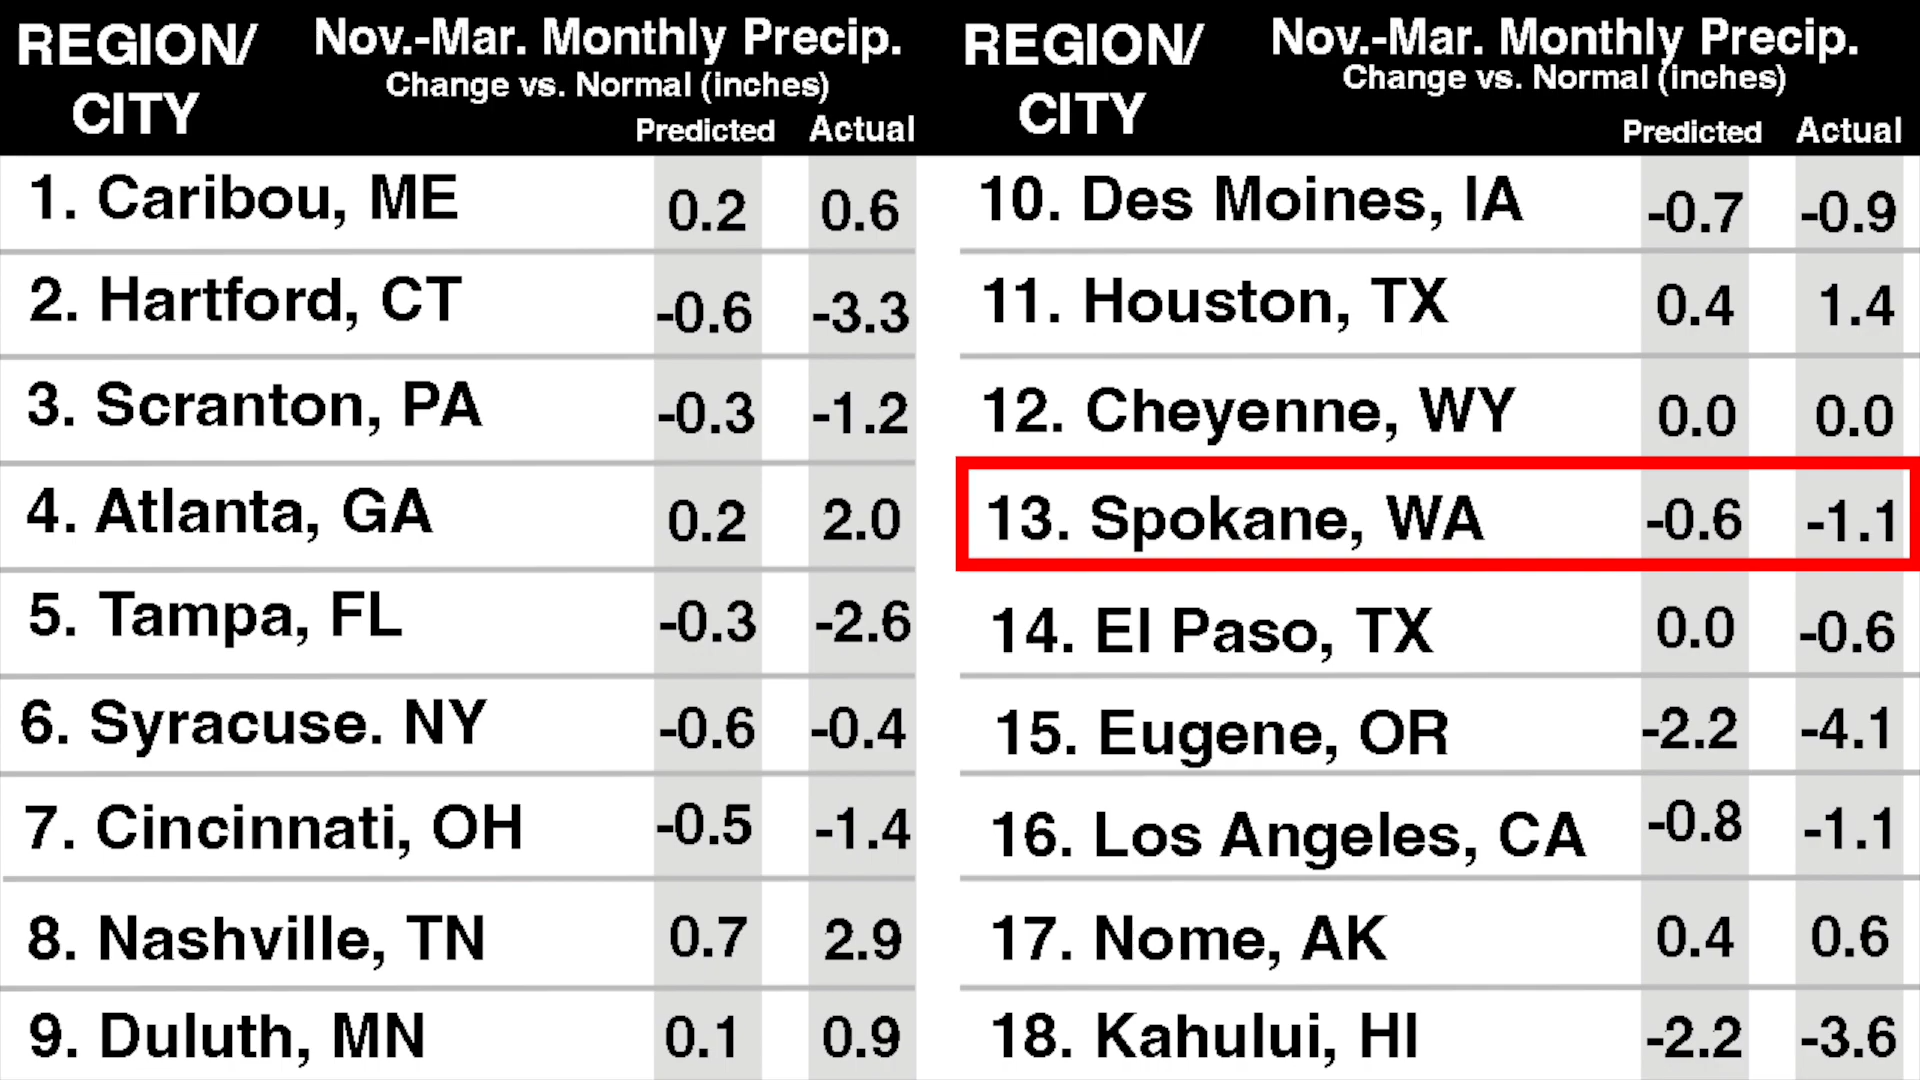 REGION/
CITY
Nov.-Mar. Monthly Precip.
Change vs. Normal (inches)
Predicted Actual
1. Caribou, ME 0.2 0.6
2. Hartford, CT -0.6 -3.3
3. Scranton, PA -0.3 -1.2
4. Atlanta, GA 0.2 2.0
5. Tampa, FL -0.3 -2.6
6. Syracuse. NY -0.6 -0.4
7. Cincinnati, OH -0.5 -1.4
8. Nashville, TN 0.7 2.9
9. Duluth, MN 0.1 0.9
REGION/
CITY
Nov.-Mar. Monthly Precip.
Change vs. Normal (inches)
Predicted Actual
10. Des Moines, IA -0.7 -0.9
11. Houston, TX 0.4 1.4
12. Cheyenne, WY 0.0 0.0
13. Spokane, WA -0.6 -1.1
14. El Paso, TX 0.0 -0.6
15. Eugene, OR -2.2 -4.1
16. Los Angeles, CA -0.8 -1.1
17. Nome, AK 0.4 0.6
18. Kahului, HI -2.2 -3.6